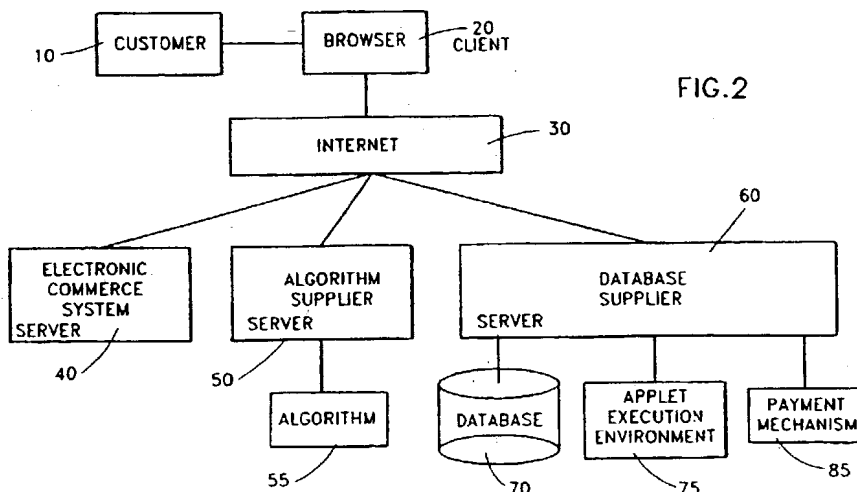 10
CUSTOMER
BROWSER
20
CLIENT
FIG.2
INTERNET
30
ELECTRONIC
COMMERCE
SYSTEM
SERVER
40
ALGORITHM
SUPPLIER
SERVER
50
60
DATABASE
SUPPLIER
SERVER
ALGORITHM
55
DATABASE
70
APPLET
EXECUTION
ENVIRONMENT
75
PAYMENT
MECHANISM
85